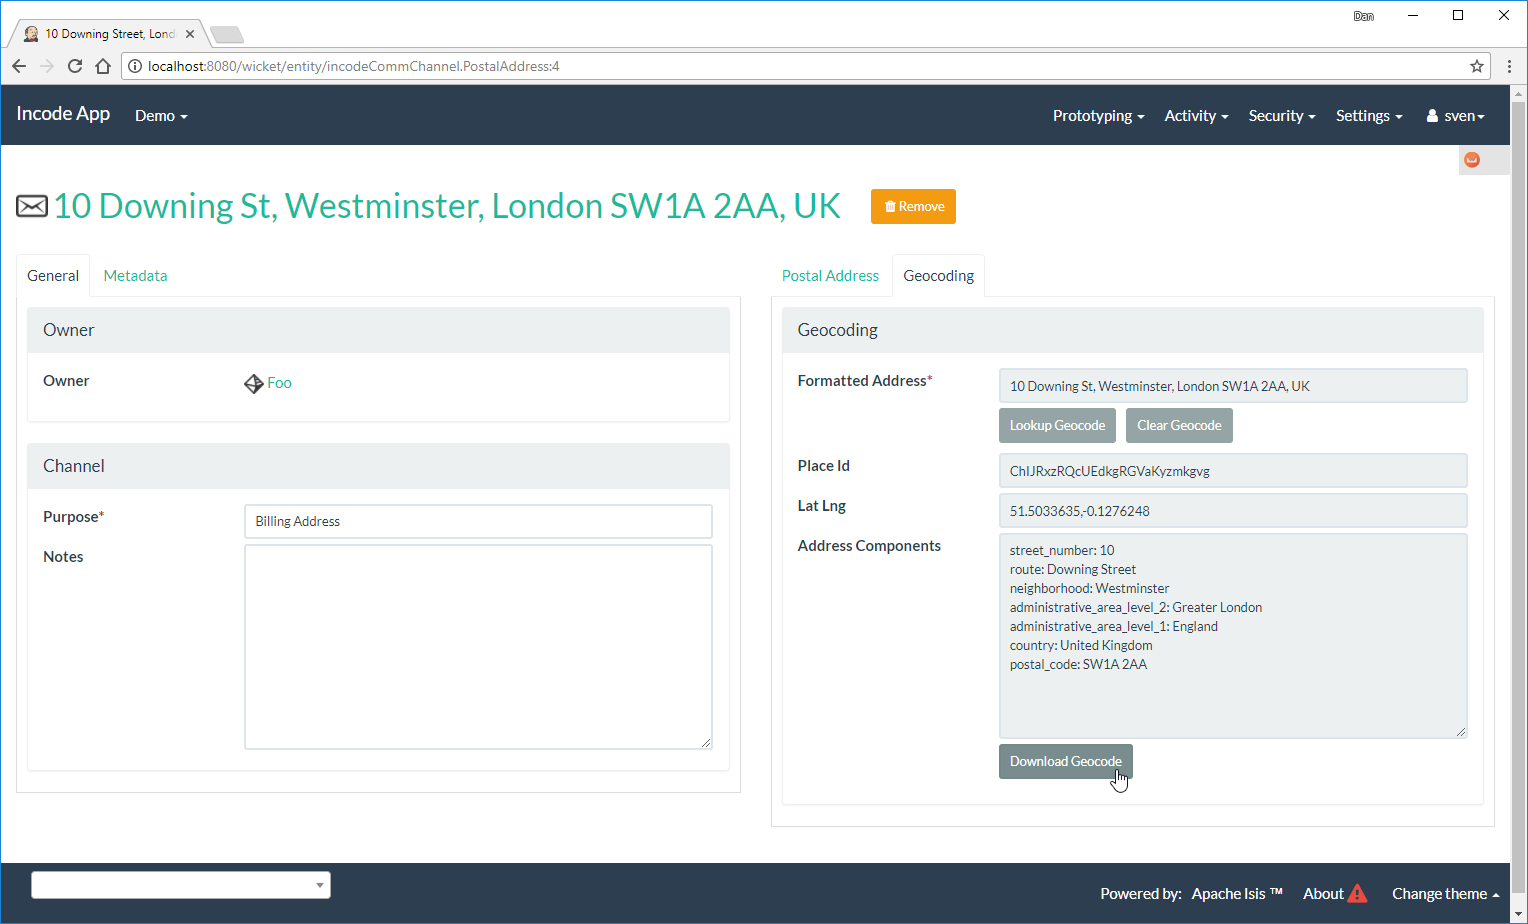 Dan
10 Downing Street, Lond
localhost:8080/wicket/entity/incodeCommChannel.PostalAddress:4
Incode App Demo Prototyping Activity Security Settings sven
10 Downing St, Westminster, London SW1A 2AA, UK Remove
General Metadata
Owner
Owner Foo
Channel
Purpose* Billing Address
Notes
Postal Address Geocoding
Geocoding
Formatted Address* 10 Downing St, Westminster, London SW1A 2AA, UK
Lookup Geocode Clear Geocode
Place Id ChIJRxzRQcUEdkgRGVaKyzmkgvg
Lat Lng 51.5033635,-0.1276248
Address Components street_number: 10
route: Downing Street
neighborhood: Westminster
administrative_area_level_2: Greater London
administrative_area_level_1: England
country: United Kingdom
postal_code: SW1A 2AA
Download Geocode
Powered by: Apache Isis ™ About Change theme